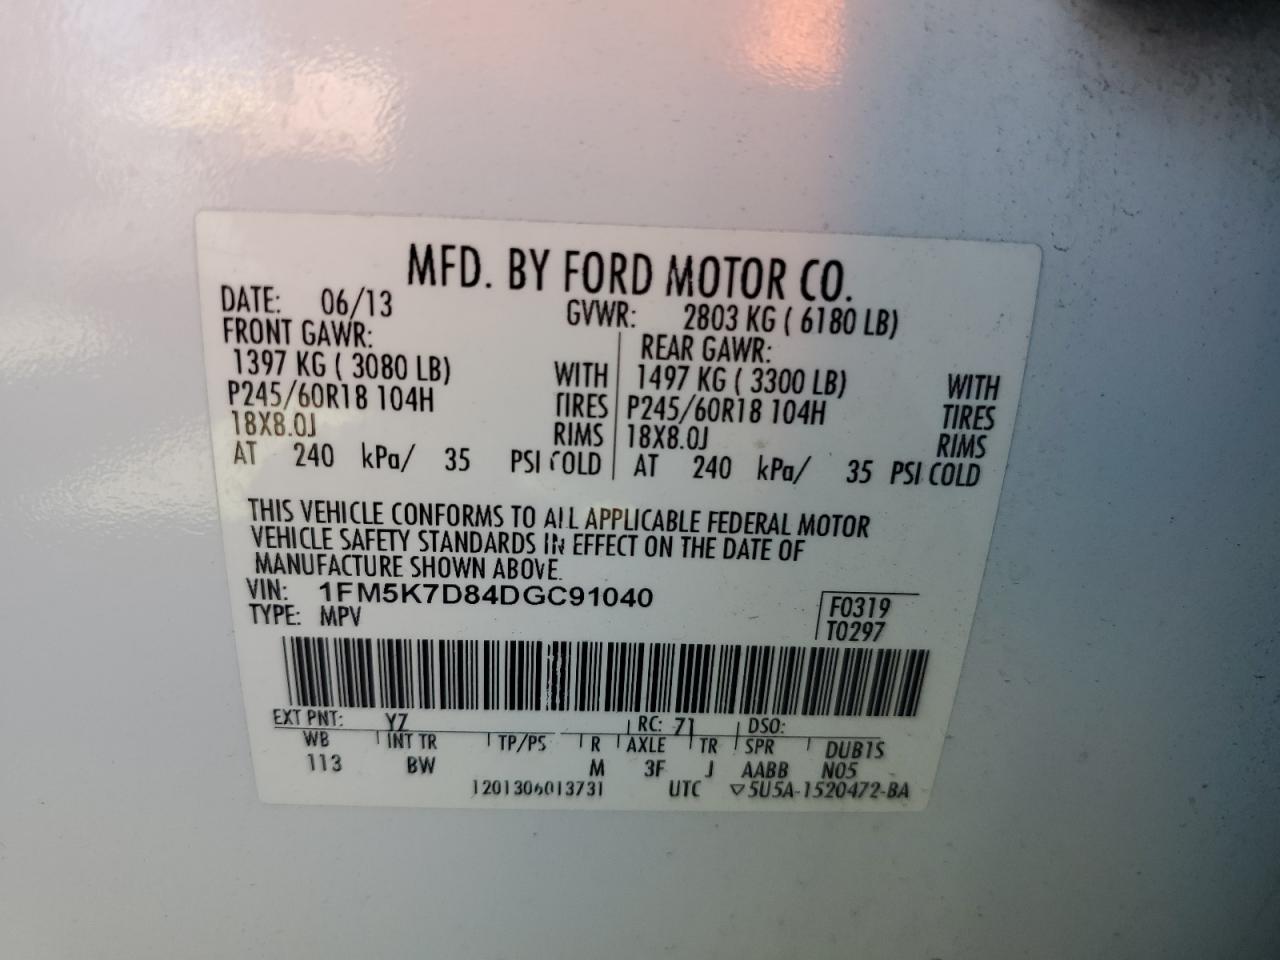 MFD. BY FORD MOTOR CO.
DATE: 06/13 GVWR: 2803 KG ( 6180 LB)
FRONT GAWR: REAR GAWR:
1397 KG ( 3080 LB) WITH 1497 KG ( 3300 LB) WITH
P245/60R18 104H TIRES P245/60R18 104H TIRES
18X8.0J RIMS 18X8.0J RIMS
AT 240 kPa/ 35 PSI COLD AT 240 kPa/ 35 PSI COLD
THIS VEHICLE CONFORMS TO ALL APPLICABLE FEDERAL MOTOR
VEHICLE SAFETY STANDARDS IN EFFECT ON THE DATE OF
MANUFACTURE SHOWN ABOVE.
VIN: 1FM5K7D84DGC91040 F0319
TYPE: MPV T0297
EXT PNT: YZ RC: 71 DSO:
WB INT TR TP/PS R AXLE TR SPR DUB1S
113 BW M 3F J AABB N05
1201306013731 UTC ▽5U5A-1520472-BA